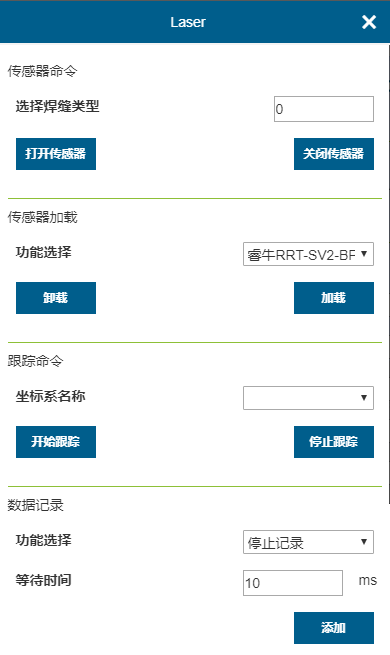 Laser
传感器命令
选择焊缝类型 0
打开传感器 关闭传感器
传感器加载
功能选择 睿牛RRT-SV2-BF
卸载 加载
跟踪命令
坐标系名称
开始跟踪 停止跟踪
数据记录
功能选择 停止记录
等待时间 10 ms
添加